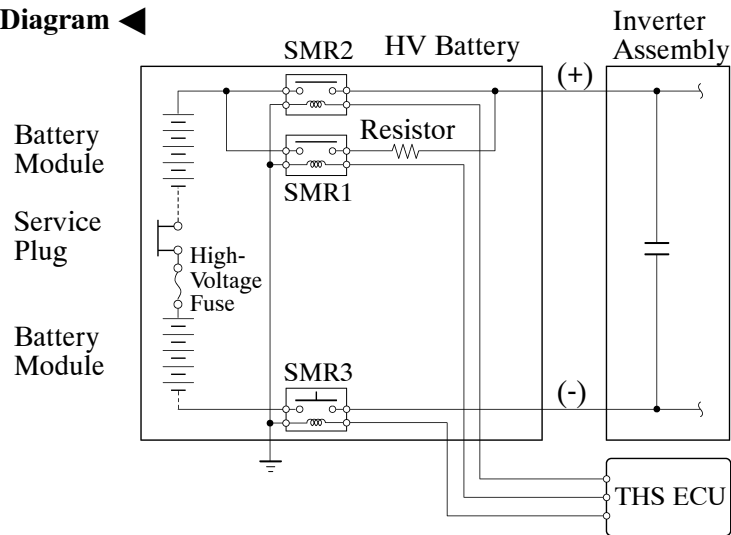 Diagram ◀
Inverter
Assembly
SMR2
HV Battery
(+)
Battery
Module
Resistor
SMR1
Service
Plug
High-
Voltage
Fuse
Battery
Module
SMR3
(-)
THS ECU